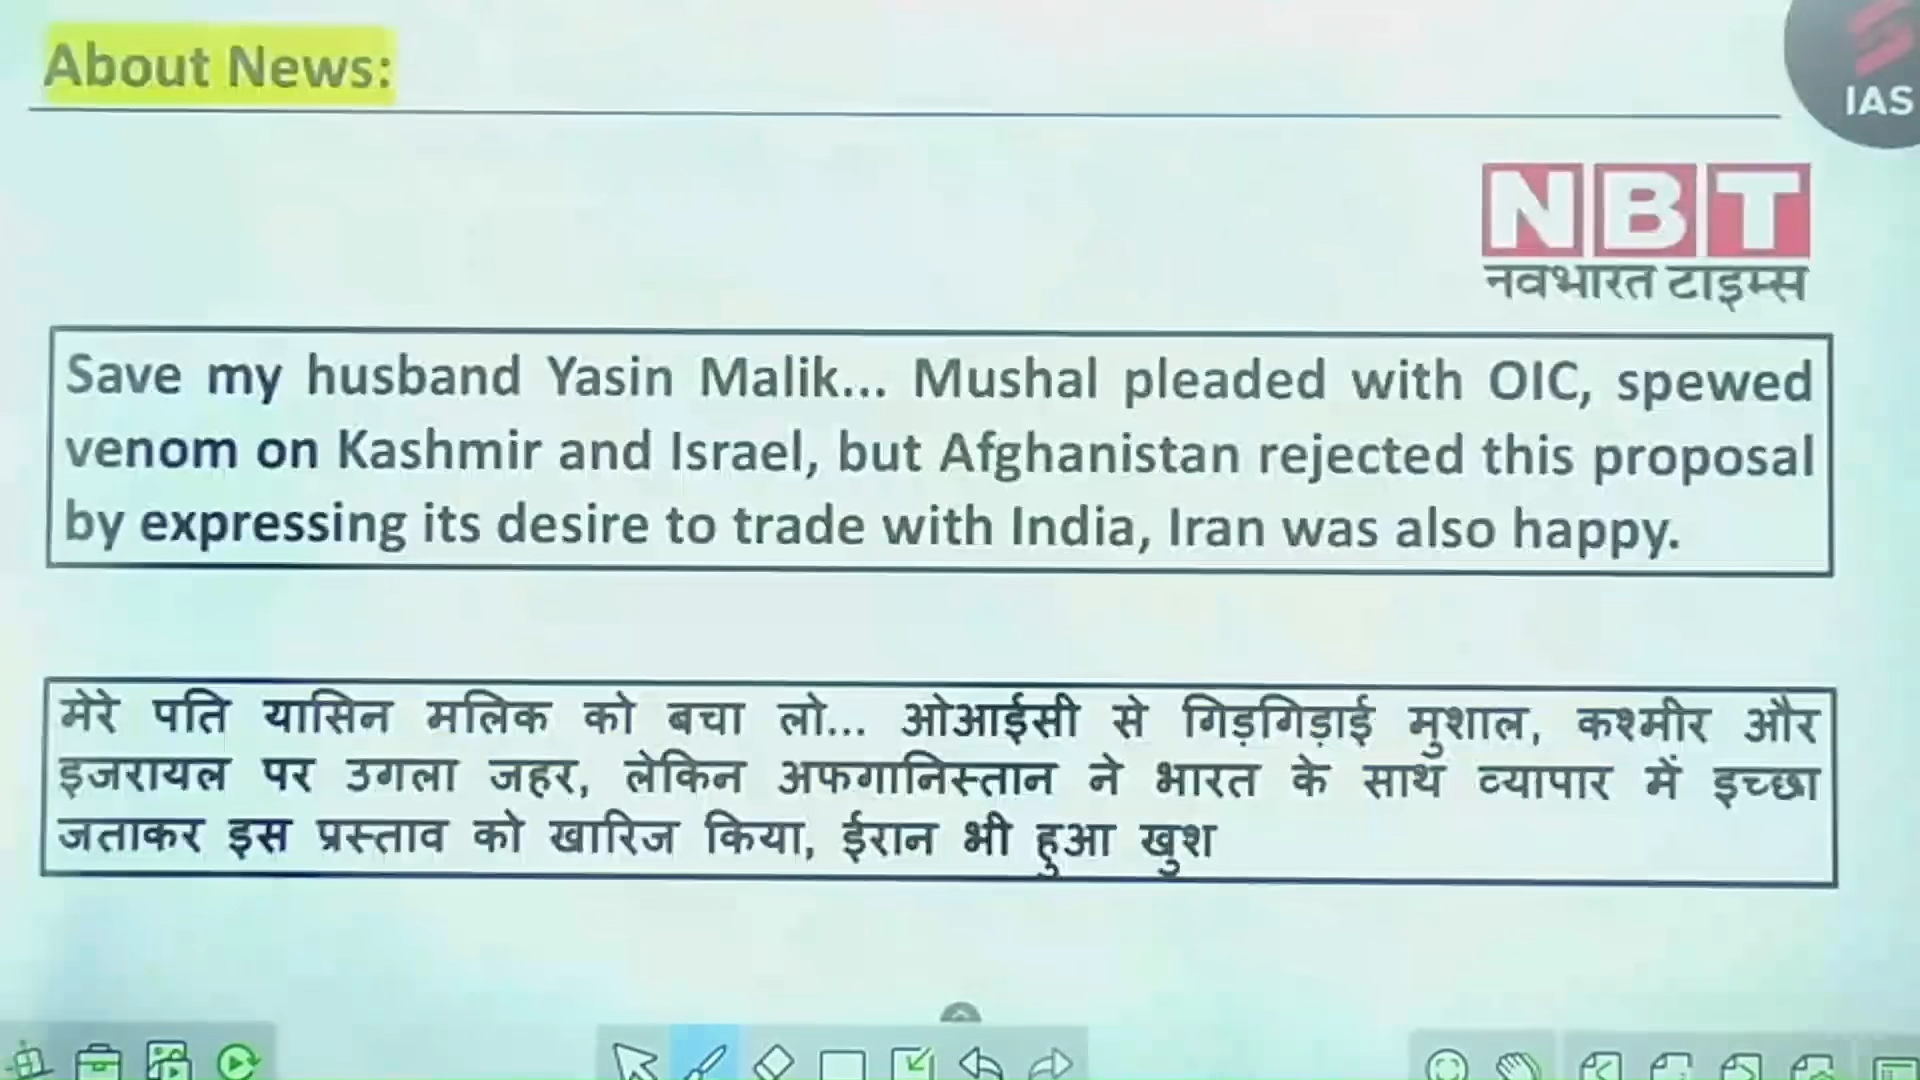 About News:
IAS
NBT
नवभारत टाइम्स
Save my husband Yasin Malik... Mushal pleaded with OIC, spewed
venom on Kashmir and Israel, but Afghanistan rejected this proposal
by expressing its desire to trade with India, Iran was also happy.
मेरे पति यासिन मलिक को बचा लो... ओआईसी से गिड़गिड़ाई मुशाल, कश्मीर और
इजरायल पर उगला जहर, लेकिन अफगानिस्तान ने भारत के साथ व्यापार में इच्छा
जताकर इस प्रस्ताव को खारिज किया, ईरान भी हुआ खुश